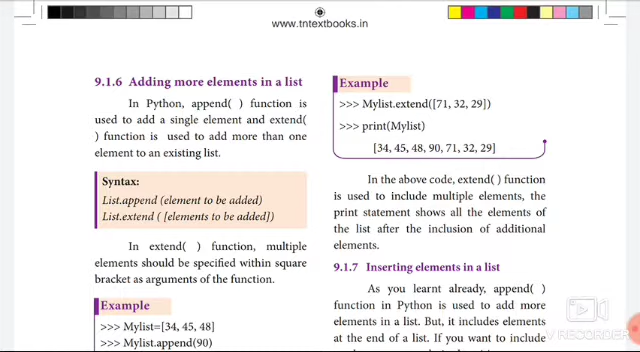 www.tntextbooks.in
9.1.6 Adding more elements in a list
In Python, append( ) function is
used to add a single element and extend(
) function is used to add more than one
element to an existing list.
Syntax:
List.append (element to be added)
List.extend ( [elements to be added])
In extend( ) function, multiple
elements should be specified within square
bracket as arguments of the function.
Example
>>> Mylist=[34, 45, 48]
>>> Mylist.append(90)
Example
>>> Mylist.extend([71, 32, 29])
>>> print(Mylist)
[34, 45, 48, 90, 71, 32, 29]
In the above code, extend( ) function
is used to include multiple elements, the
print statement shows all the elements of
the list after the inclusion of additional
elements.
9.1.7 Inserting elements in a list
As you learnt already, append( )
function in Python is used to add more
elements in a list. But, it includes elements
at the end of a list. If you want to include
V RECORDER